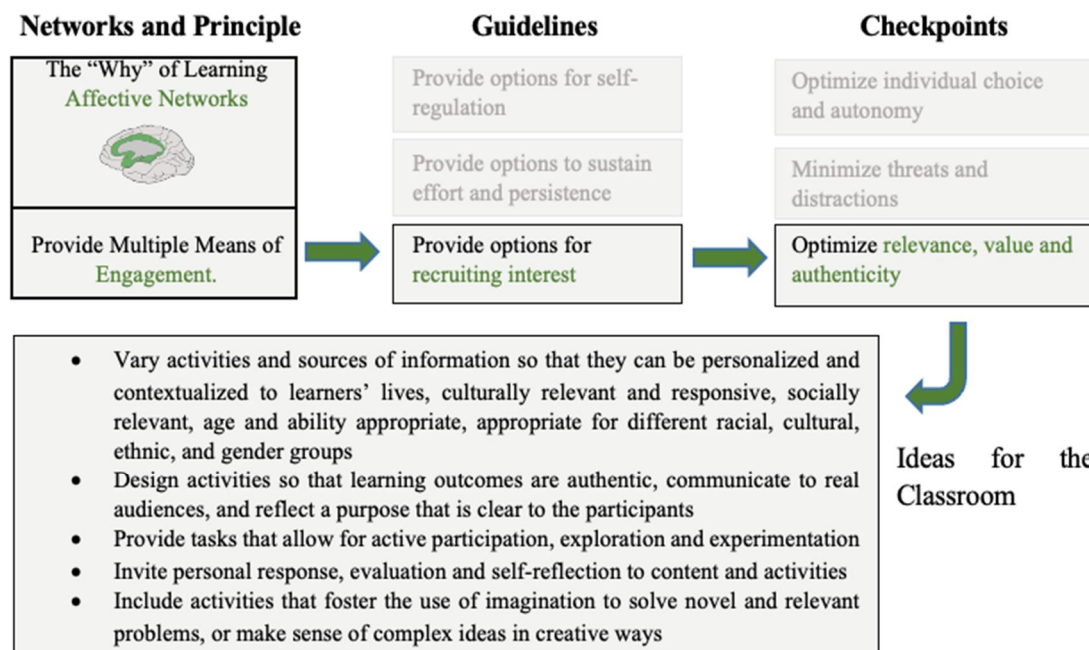 Networks and Principle
Guidelines
Checkpoints
The “Why” of Learning
Affective Networks
Provide Multiple Means of
Engagement.
Provide options for self-
regulation
Provide options to sustain
effort and persistence
Provide options for
recruiting interest
Optimize individual choice
and autonomy
Minimize threats and
distractions
Optimize relevance, value and
authenticity
• Vary activities and sources of information so that they can be personalized and
contextualized to learners’ lives, culturally relevant and responsive, socially
relevant, age and ability appropriate, appropriate for different racial, cultural,
ethnic, and gender groups
• Design activities so that learning outcomes are authentic, communicate to real
audiences, and reflect a purpose that is clear to the participants
• Provide tasks that allow for active participation, exploration and experimentation
• Invite personal response, evaluation and self-reflection to content and activities
• Include activities that foster the use of imagination to solve novel and relevant
problems, or make sense of complex ideas in creative ways
Ideas for the
Classroom